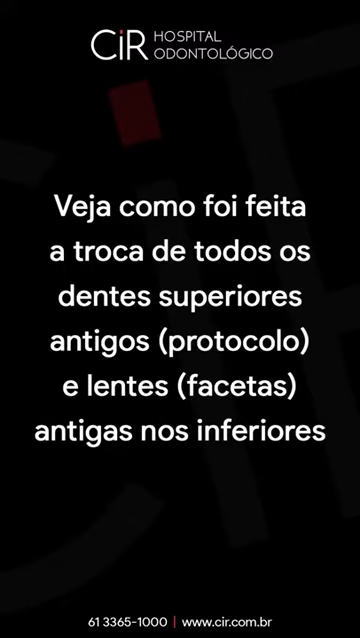 CiR HOSPITAL
ODONTOLÓGICO
Veja como foi feita
a troca de todos os
dentes superiores
antigos (protocolo)
e lentes (facetas)
antigas nos inferiores
61 3365-1000 | www.cir.com.br